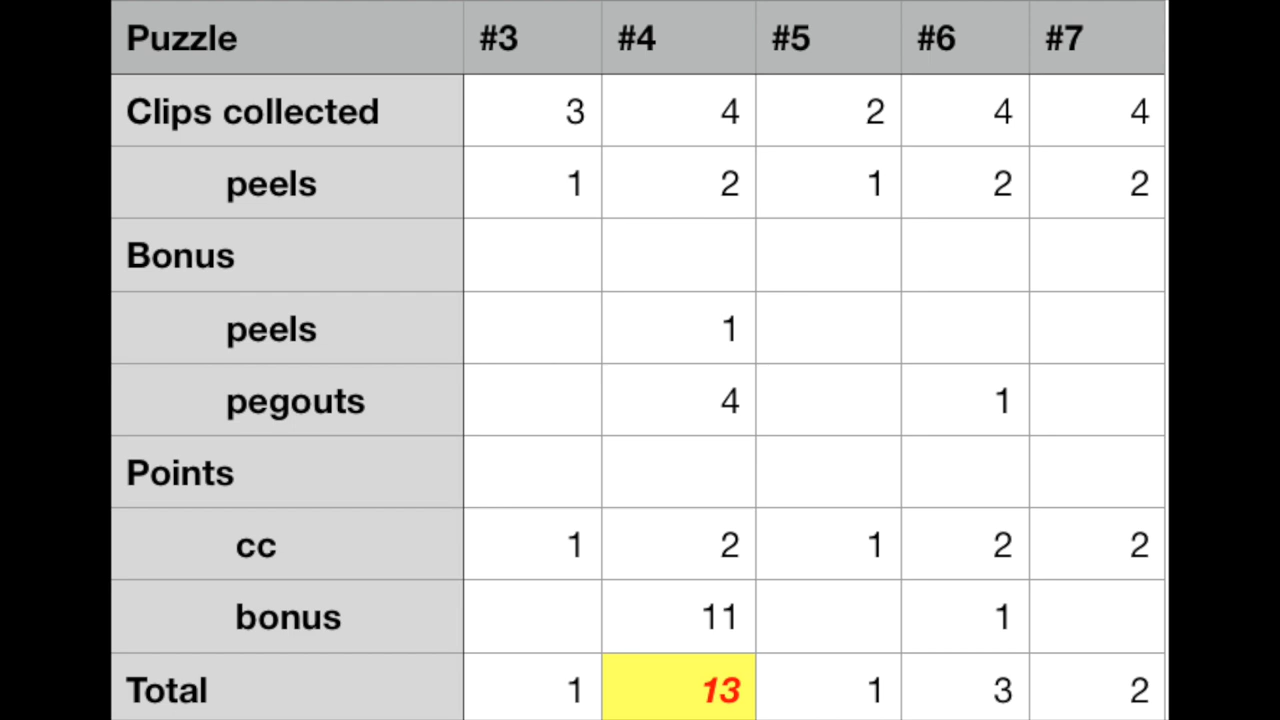 Puzzle #3 #4 #5 #6 #7
Clips collected 3 4 2 4 4
peels 1 2 1 2 2
Bonus
peels 1
pegouts 4 1
Points
cc 1 2 1 2 2
bonus 11 1
Total 1 13 1 3 2